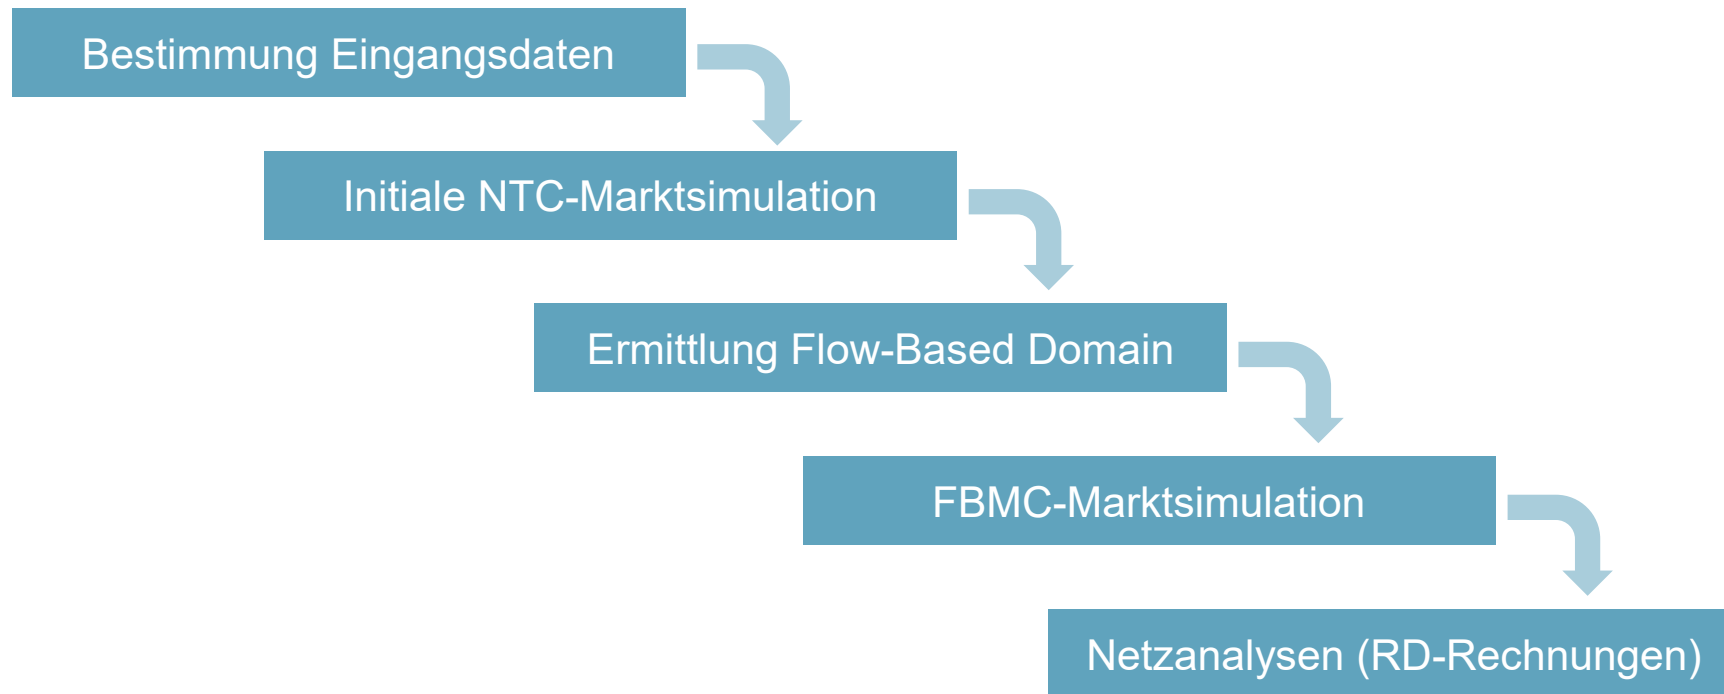 Bestimmung Eingangsdaten
Initiale NTC-Marktsimulation
Ermittlung Flow-Based Domain
FBMC-Marktsimulation
Netzanalysen (RD-Rechnungen)